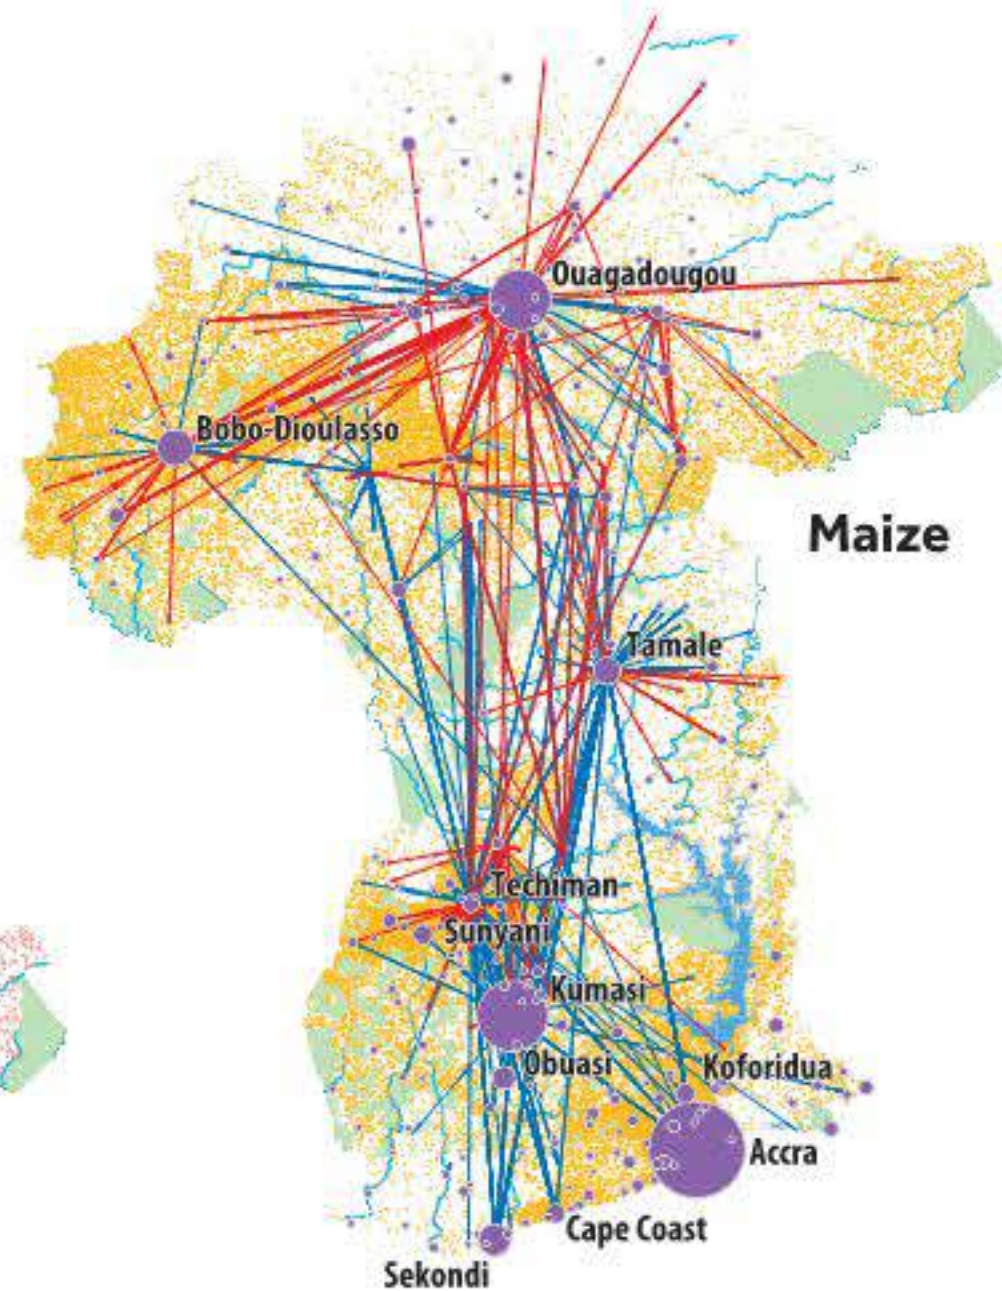 Ouagadougou
Bobo-Dioulasso
Maize
Tamale
Techiman
Sunyani
Kumasi
Obuasi
Koforidua
Accra
Cape Coast
Sekondi